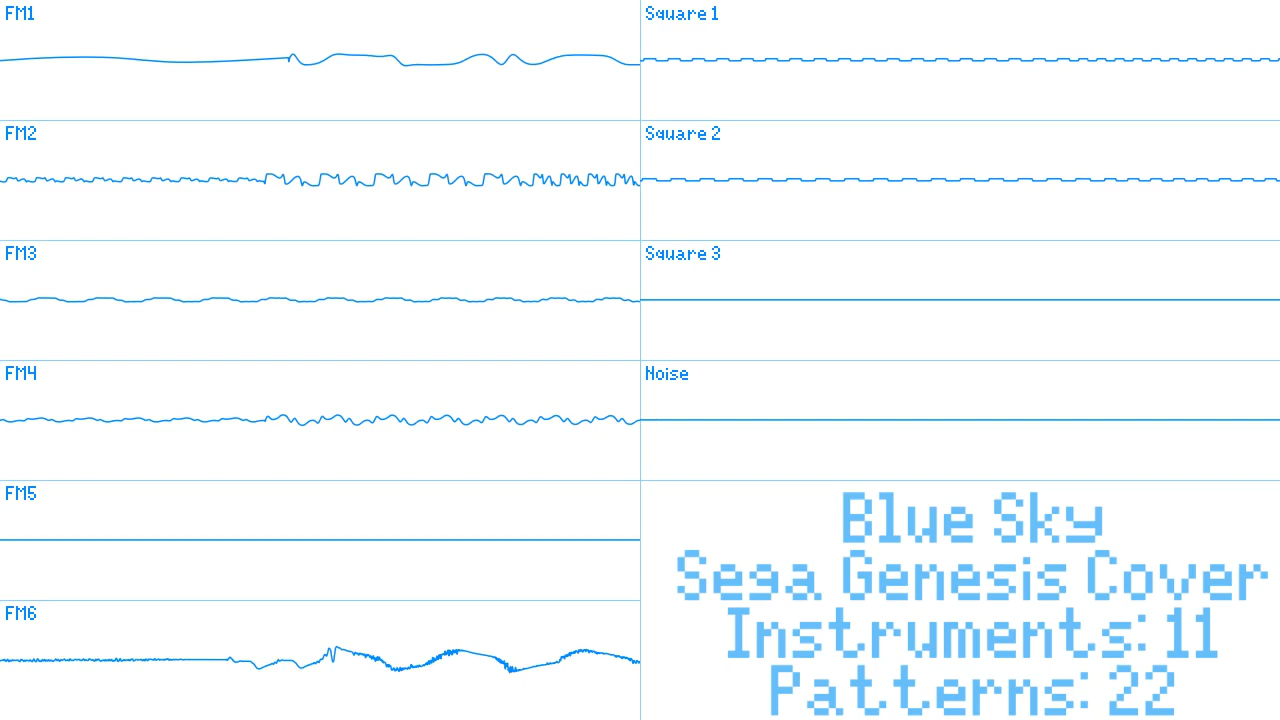 FM1
Square 1
FM2
Square 2
FM3
Square 3
FM4
Noise
FM5
FM6
Blue Sky
Sega Genesis Cover
Instruments: 11
Patterns: 22